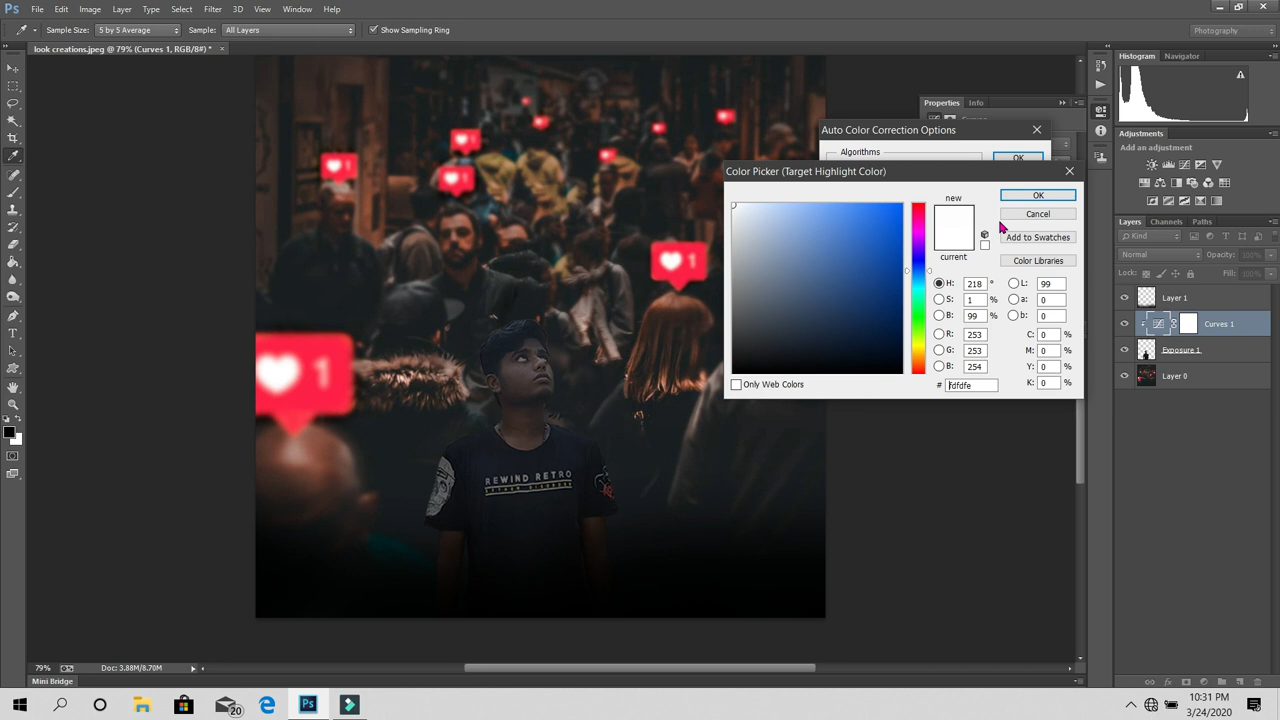 Ps File Edit Image Layer Type Select Filter 3D View Window Help
Sample Size: 5 by 5 Average Sample: All Layers Show Sampling Ring Photography
look creations.jpeg @ 79% (Curves 1, RGB/8#) * ×
Histogram Navigator
Properties Info
Auto Color Correction Options
Algorithms
OK
Color Picker (Target Highlight Color)
new
current
OK
Cancel
Add to Swatches
Color Libraries
H: 218 °
S: 1 %
B: 99 %
R: 253
G: 253
B: 254
# fdfdfe
L: 99
a: 0
b: 0
C: 0 %
M: 0 %
Y: 0 %
K: 0 %
Only Web Colors
Adjustments
Add an adjustment
Layers Channels Paths
Kind
Normal Opacity:
Lock: Fill:
Layer 1
Curves 1
Exposure 1
Layer 0
1
1
1
1
1
REWIND RETRO
79% Doc: 3.88M/8.70M
Mini Bridge
20
Ps
10:31 PM
3/24/2020